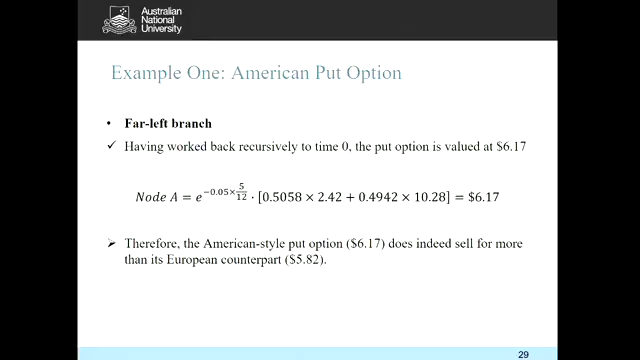 Australian
National
University
Example One: American Put Option
• Far-left branch
✓ Having worked back recursively to time 0, the put option is valued at $6.17
Node A = e^{−0.05×5/12} · [0.5058 × 2.42 + 0.4942 × 10.28] = $6.17
➢ Therefore, the American-style put option ($6.17) does indeed sell for more
than its European counterpart ($5.82).
29